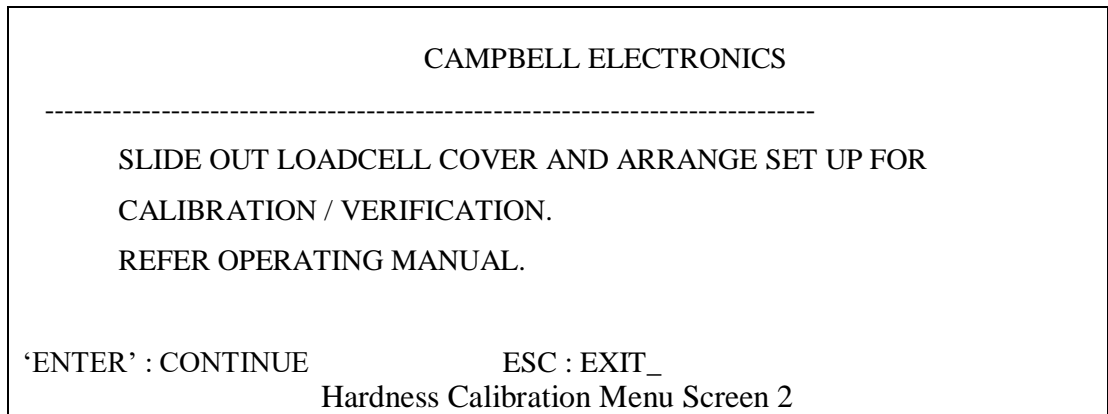 CAMPBELL ELECTRONICS
--------------------------------------------------------------------------------
SLIDE OUT LOADCELL COVER AND ARRANGE SET UP FOR
CALIBRATION / VERIFICATION.
REFER OPERATING MANUAL.
‘ENTER’ : CONTINUE ESC : EXIT_
Hardness Calibration Menu Screen 2